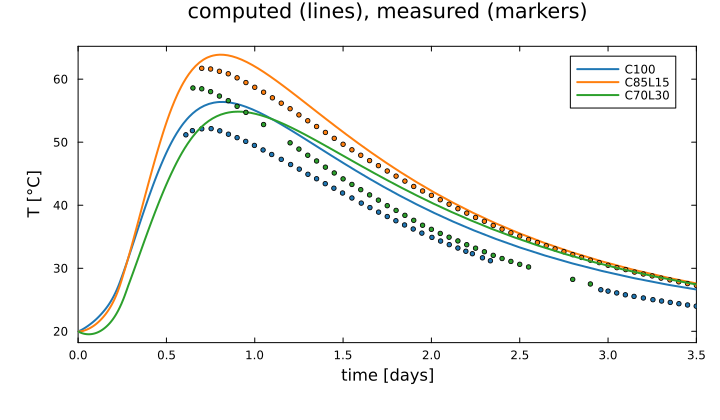 computed (lines), measured (markers)
C100
C85L15
C70L30
60
50
40
30
20
T [°C]
0.0 0.5 1.0 1.5 2.0 2.5 3.0 3.5
time [days]